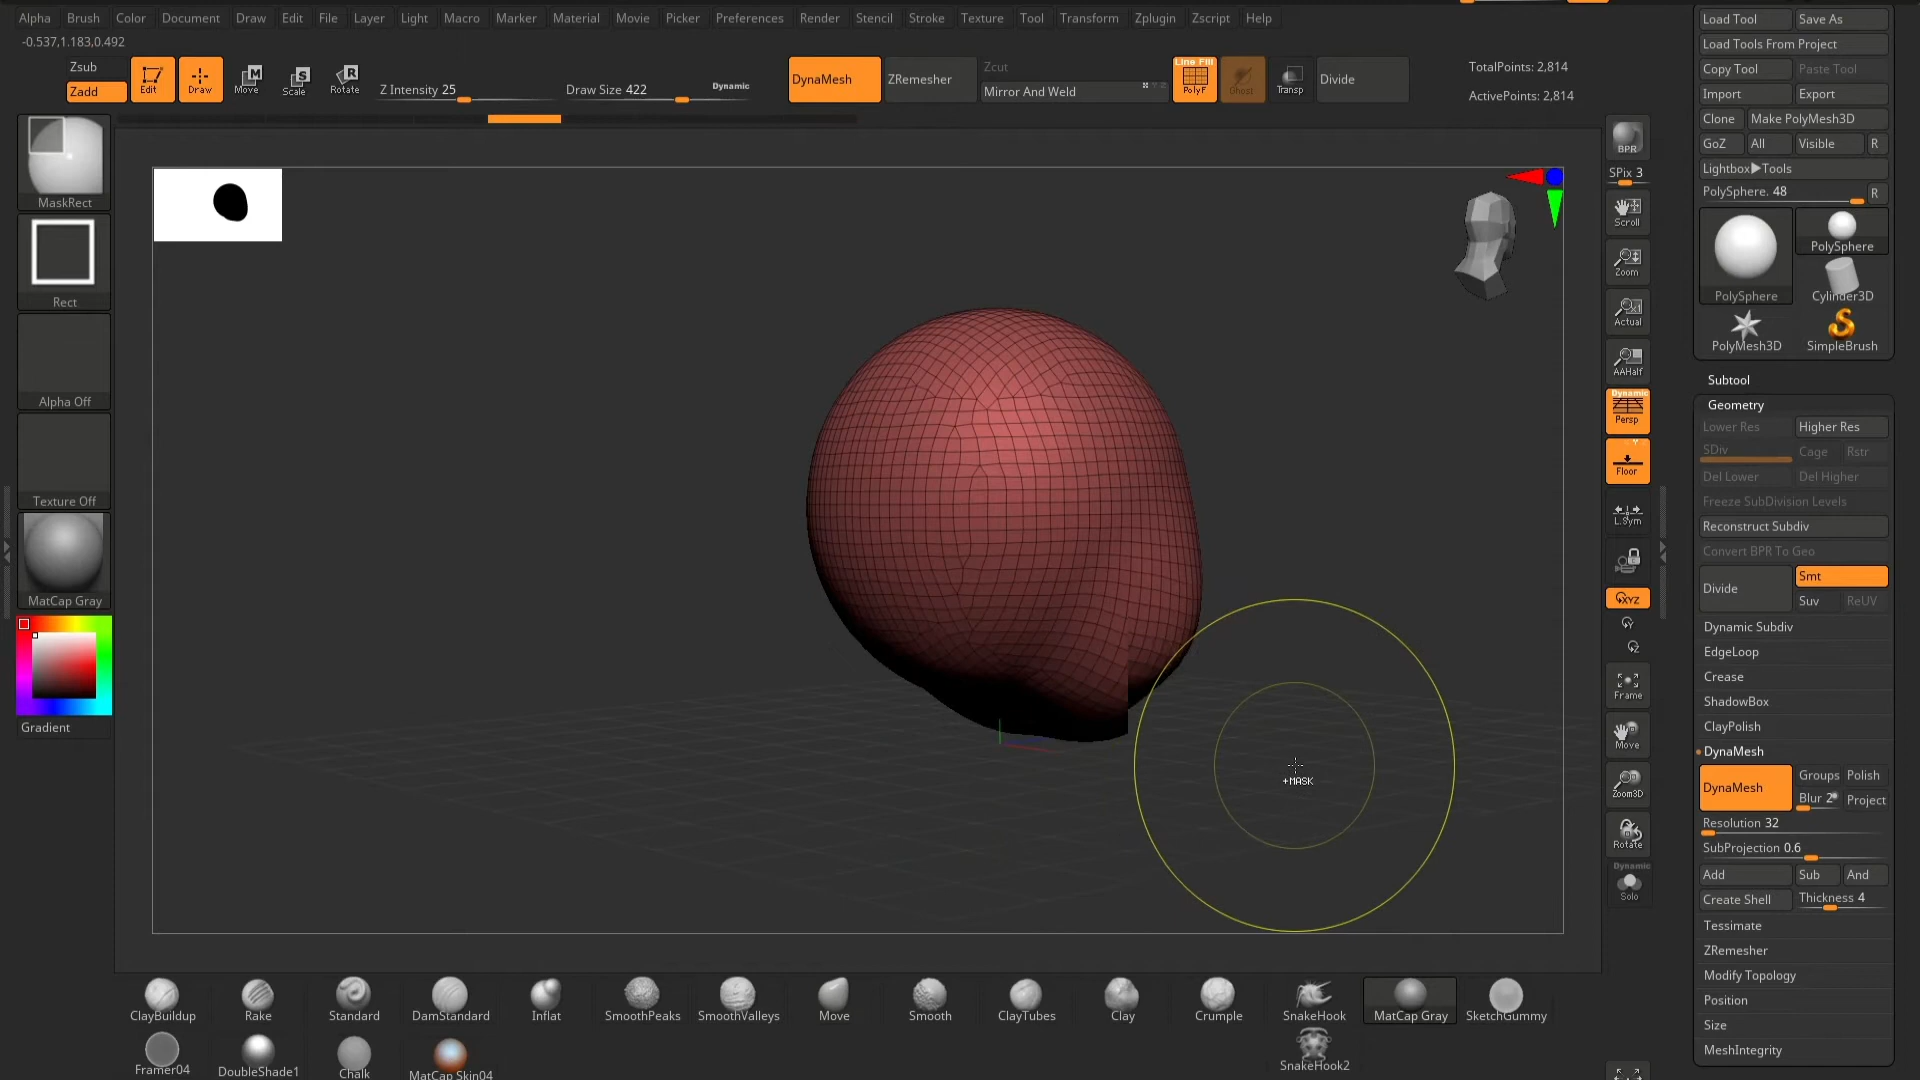 Alpha Brush Color Document Draw Edit File Layer Light Macro Marker Material Movie Picker Preferences Render Stencil Stroke Texture Tool Transform Zplugin Zscript Help
-0.537,1.183,0.492
Zsub
Zadd
Edit
Draw
M
Move
S
Scale
R
Rotate
Z Intensity 25
Draw Size 422
Dynamic
DynaMesh
ZRemesher
Zcut
Mirror And Weld
Line Fill
PolyF
Ghost
Transp
Divide
TotalPoints: 2,814
ActivePoints: 2,814
MaskRect
Rect
Alpha Off
Texture Off
MatCap Gray
Gradient
+MASK
BPR
SPix 3
Scroll
Zoom
Actual
AAHalf
Dynamic
Persp
Floor
L.Sym
XYZ
Frame
Move
Zoom3D
Rotate
Dynamic
Solo
Load Tool Save As
Load Tools From Project
Copy Tool Paste Tool
Import Export
Clone Make PolyMesh3D
GoZ All Visible R
Lightbox▶Tools
PolySphere. 48 R
PolySphere
PolySphere
Cylinder3D
PolyMesh3D
SimpleBrush
Subtool
Geometry
Lower Res Higher Res
SDiv Cage Rstr
Del Lower Del Higher
Freeze SubDivision Levels
Reconstruct Subdiv
Convert BPR To Geo
Divide
Smt
Suv ReUV
Dynamic Subdiv
EdgeLoop
Crease
ShadowBox
ClayPolish
DynaMesh
DynaMesh
Groups Polish
Blur 2 Project
Resolution 32
SubProjection 0.6
Add Sub And
Create Shell Thickness 4
Tessimate
ZRemesher
Modify Topology
Position
Size
MeshIntegrity
ClayBuildup Rake Standard DamStandard Inflat SmoothPeaks SmoothValleys Move Smooth ClayTubes Clay Crumple SnakeHook MatCap Gray SketchGummy
Framer04 DoubleShade1 Chalk MatCap Skin04 SnakeHook2